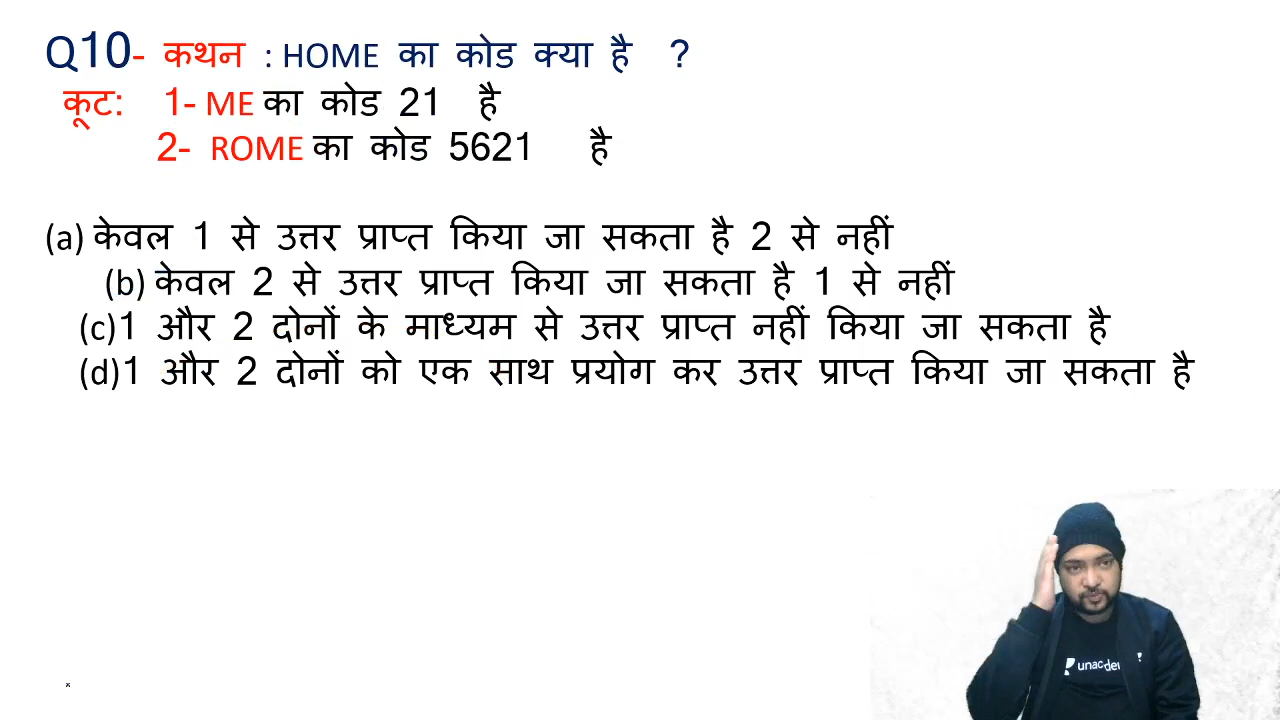 Q10- कथन : HOME का कोड क्या है ?
कूट: 1- ME का कोड 21 है
2- ROME का कोड 5621 है
(a) केवल 1 से उत्तर प्राप्त किया जा सकता है 2 से नहीं
(b) केवल 2 से उत्तर प्राप्त किया जा सकता है 1 से नहीं
(c)1 और 2 दोनों के माध्यम से उत्तर प्राप्त नहीं किया जा सकता है
(d)1 और 2 दोनों को एक साथ प्रयोग कर उत्तर प्राप्त किया जा सकता है